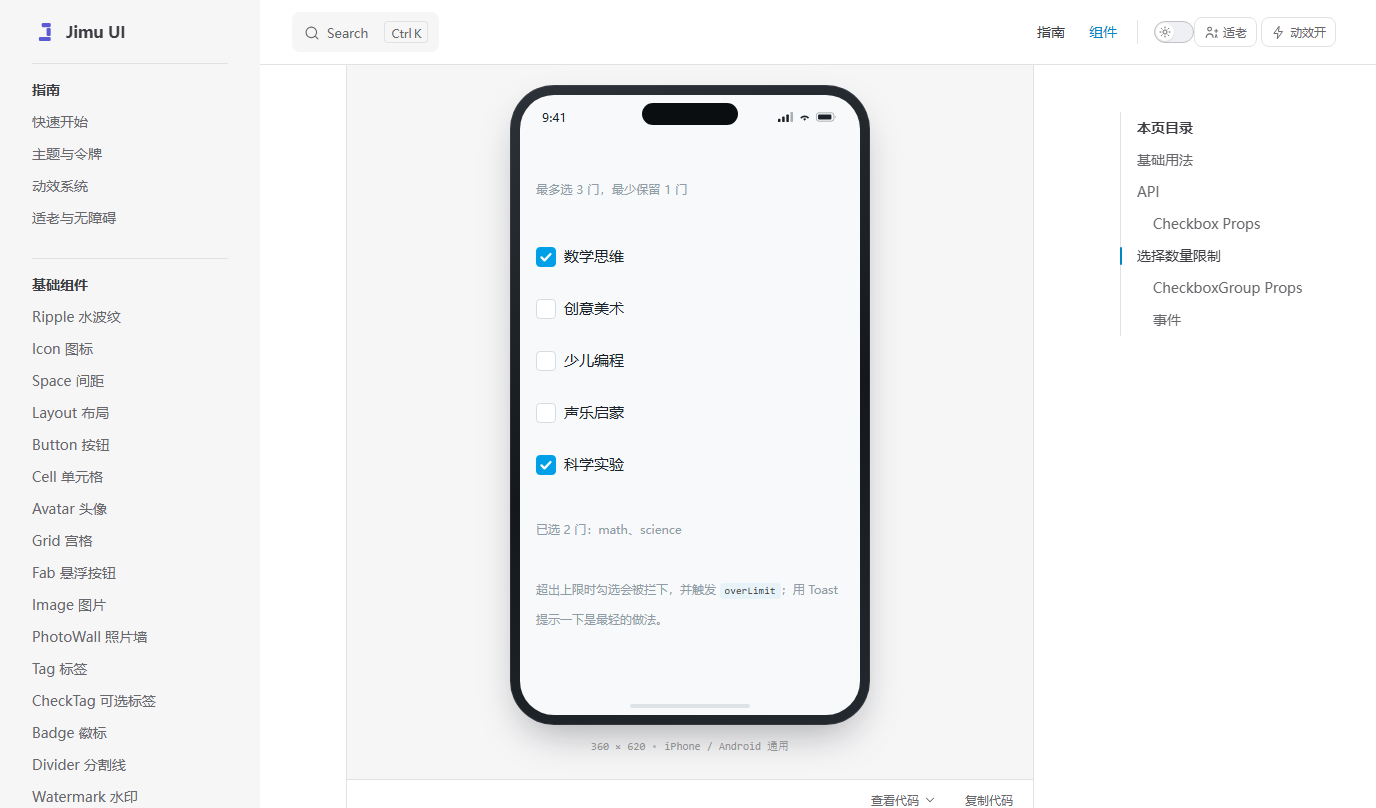 Jimu UI
Search
Ctrl K
指南
组件
适老
动效开
指南
快速开始
主题与令牌
动效系统
适老与无障碍
基础组件
Ripple 水波纹
Icon 图标
Space 间距
Layout 布局
Button 按钮
Cell 单元格
Avatar 头像
Grid 宫格
Fab 悬浮按钮
Image 图片
PhotoWall 照片墙
Tag 标签
CheckTag 可选标签
Badge 徽标
Divider 分割线
Watermark 水印
9:41
最多选 3 门，最少保留 1 门
数学思维
创意美术
少儿编程
声乐启蒙
科学实验
已选 2 门：math、science
超出上限时勾选会被拦下，并触发 overLimit；用 Toast
提示一下是最轻的做法。
360 × 620 · iPhone / Android 通用
查看代码
复制代码
本页目录
基础用法
API
Checkbox Props
选择数量限制
CheckboxGroup Props
事件